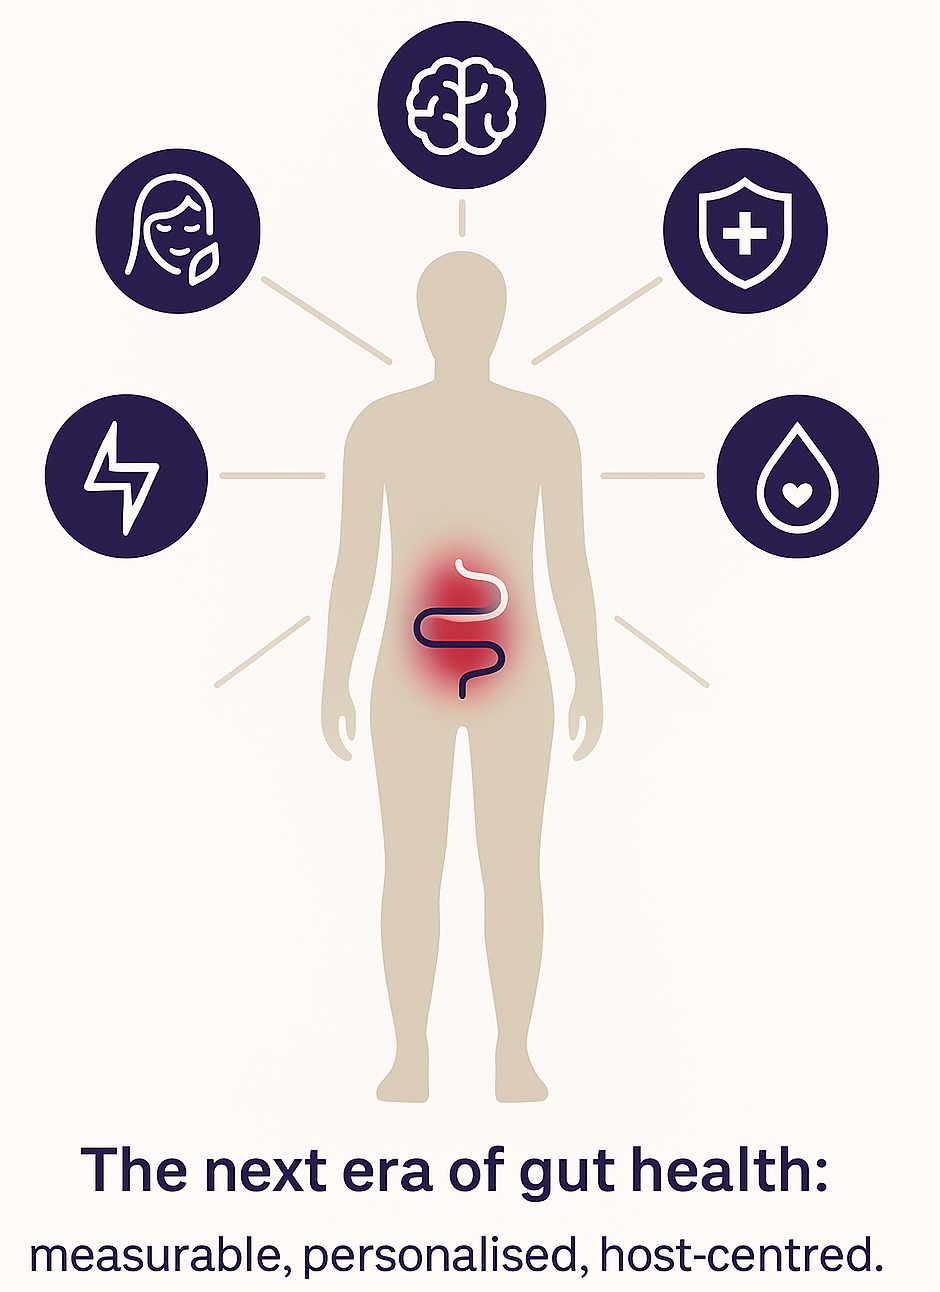 The next era of gut health:
measurable, personalised, host-centred.